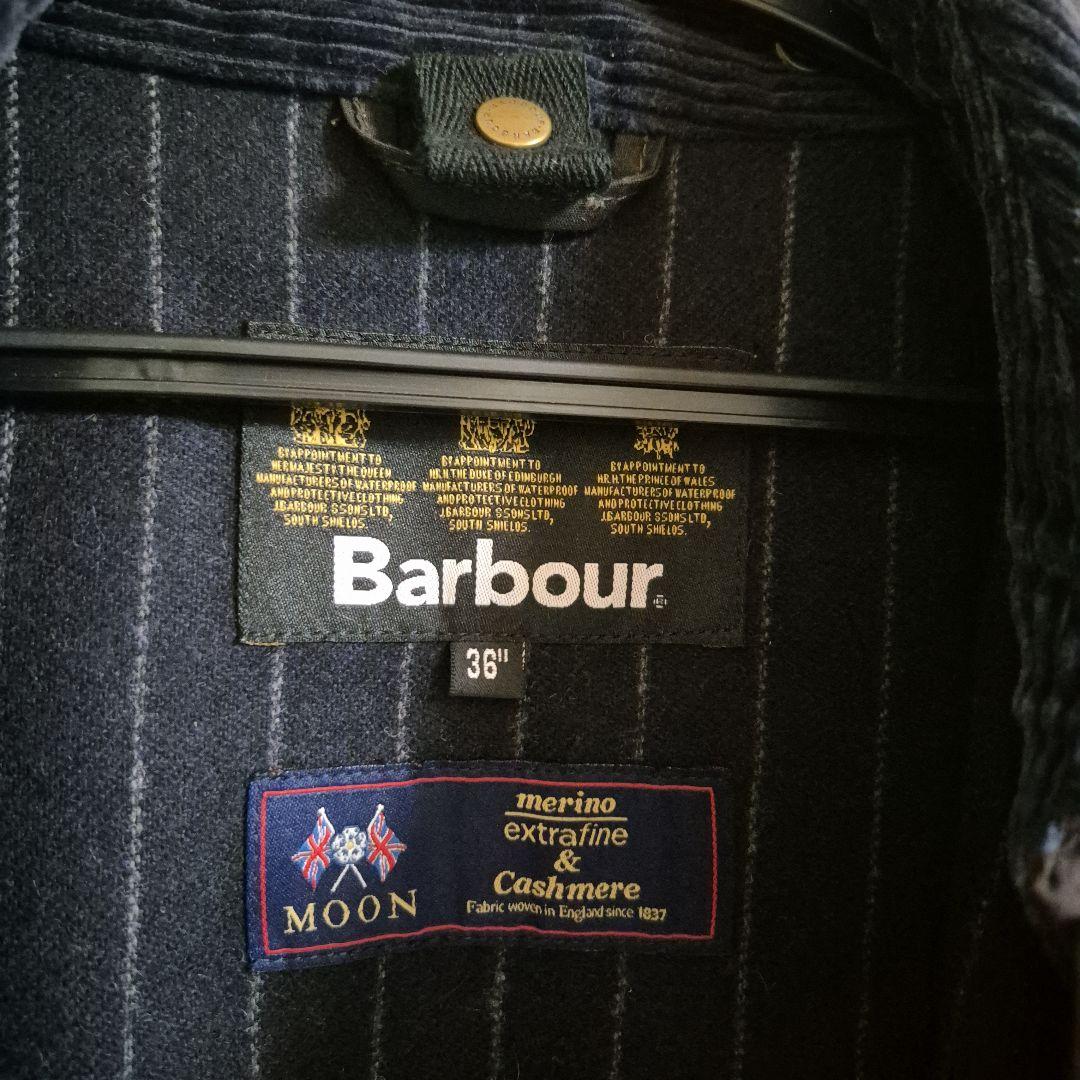 BY APPOINTMENT TO
HER MAJESTY THE QUEEN
MANUFACTURERS OF WATERPROOF
AND PROTECTIVE CLOTHING
J.BARBOUR & SONS LTD,
SOUTH SHIELDS.
BY APPOINTMENT TO
H.R.H. THE DUKE OF EDINBURGH
MANUFACTURERS OF WATERPROOF
AND PROTECTIVE CLOTHING
J.BARBOUR & SONS LTD,
SOUTH SHIELDS.
BY APPOINTMENT TO
H.R.H. THE PRINCE OF WALES
MANUFACTURERS OF WATERPROOF
AND PROTECTIVE CLOTHING
J.BARBOUR & SONS LTD,
SOUTH SHIELDS.
Barbour
36"
MOON
merino
extrafine
&
Cashmere
Fabric woven in England since 1837